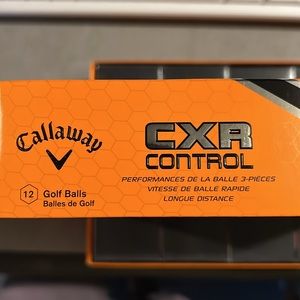 Callaway
CXR
CONTROL
PERFORMANCES DE LA BALLE 3-PIÈCES
VITESSE DE BALLE RAPIDE
LONGUE DISTANCE
12
Golf Balls
Balles de Golf